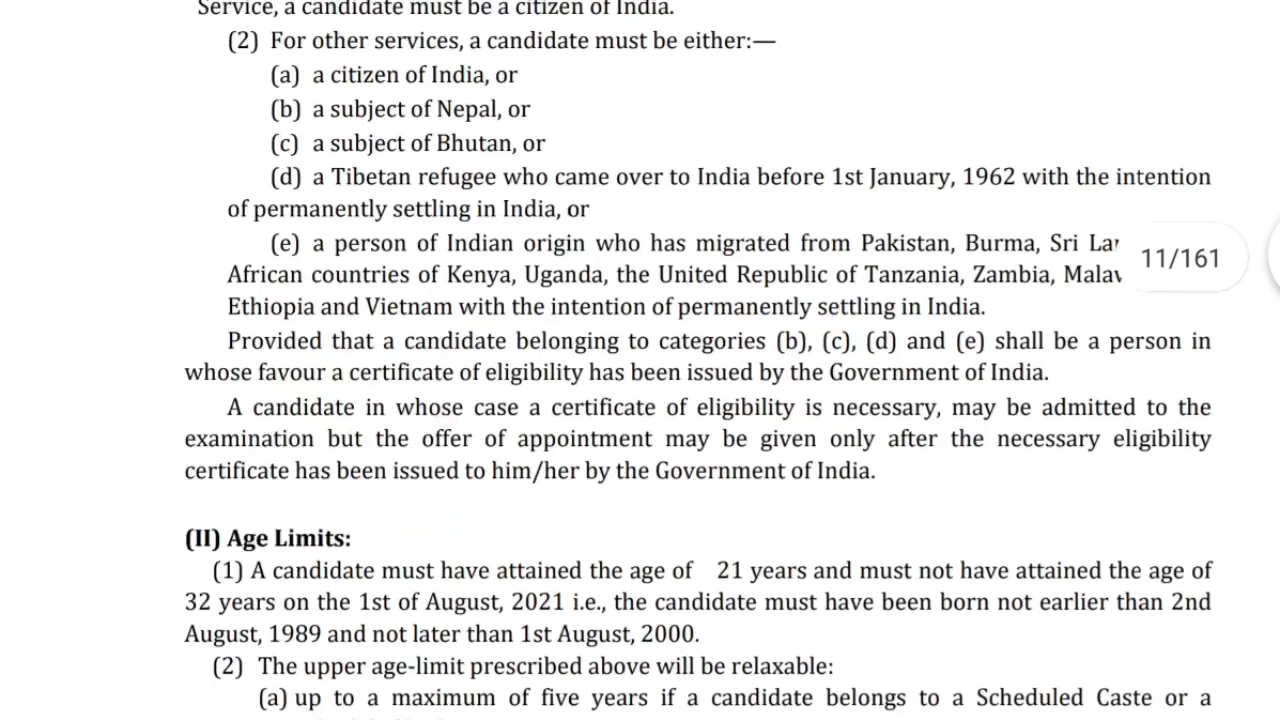 Service, a candidate must be a citizen of India.
(2) For other services, a candidate must be either:—
(a) a citizen of India, or
(b) a subject of Nepal, or
(c) a subject of Bhutan, or
(d) a Tibetan refugee who came over to India before 1st January, 1962 with the intention
of permanently settling in India, or
(e) a person of Indian origin who has migrated from Pakistan, Burma, Sri
11/161
African countries of Kenya, Uganda, the United Republic of Tanzania, Zambia,
Ethiopia and Vietnam with the intention of permanently settling in India.
Provided that a candidate belonging to categories (b), (c), (d) and (e) shall be a person in
whose favour a certificate of eligibility has been issued by the Government of India.
A candidate in whose case a certificate of eligibility is necessary, may be admitted to the
examination but the offer of appointment may be given only after the necessary eligibility
certificate has been issued to him/her by the Government of India.
(II) Age Limits:
(1) A candidate must have attained the age of 21 years and must not have attained the age of
32 years on the 1st of August, 2021 i.e., the candidate must have been born not earlier than 2nd
August, 1989 and not later than 1st August, 2000.
(2) The upper age-limit prescribed above will be relaxable:
(a) up to a maximum of five years if a candidate belongs to a Scheduled Caste or a